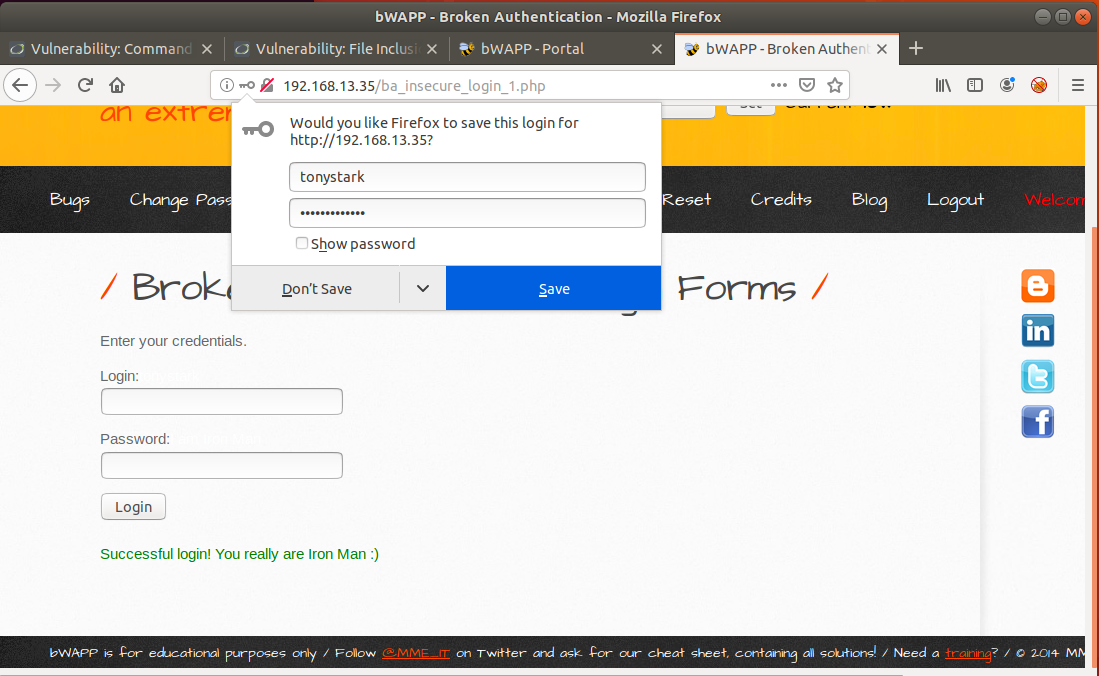 bWAPP - Broken Authentication - Mozilla Firefox
Vulnerability: Command
Vulnerability: File Inclusi
bWAPP - Portal
bWAPP - Broken Authent
192.168.13.35/ba_insecure_login_1.php
an extre
Set
Current
low
Would you like Firefox to save this login for
http://192.168.13.35?
tonystark
•••••••••••••
Show password
Don't Save
Save
Bugs
Change Pass
Reset
Credits
Blog
Logout
Welcom
/ Broke
Forms /
Enter your credentials.
Login:
Password:
Login
Successful login! You really are Iron Man :)
bWAPP is for educational purposes only / Follow @MME_IT on Twitter and ask for our cheat sheet, containing all solutions! / Need a training? / © 2014 MM